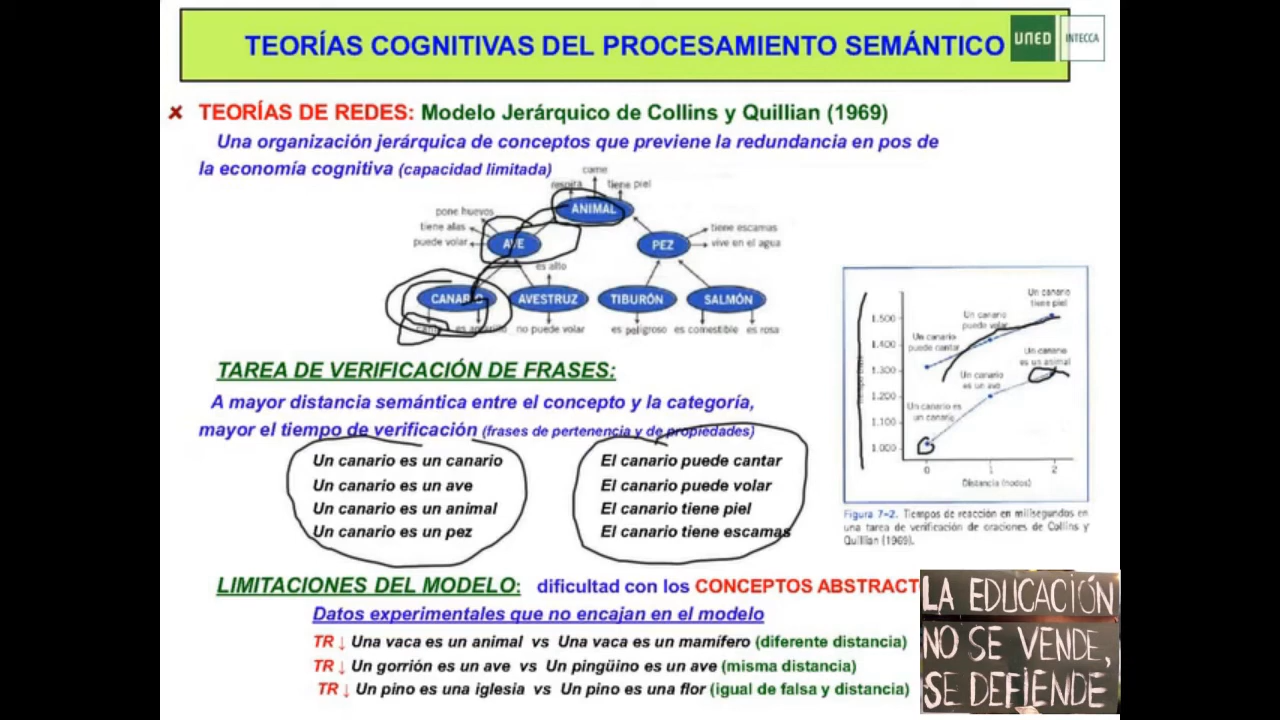 TEORÍAS COGNITIVAS DEL PROCESAMIENTO SEMÁNTICO
UNED INTECCA
TEORÍAS DE REDES: Modelo Jerárquico de Collins y Quillian (1969)
Una organización jerárquica de conceptos que previene la redundancia en pos de
la economía cognitiva (capacidad limitada)
come
respira tiene piel
ANIMAL
pone huevos
tiene alas
puede volar
AVE
PEZ
tiene escamas
vive en el agua
es alto
CANARIO AVESTRUZ TIBURÓN SALMÓN
no puede volar es peligroso es comestible es rosa
TAREA DE VERIFICACIÓN DE FRASES:
A mayor distancia semántica entre el concepto y la categoría,
mayor el tiempo de verificación (frases de pertenencia y de propiedades)
Un canario es un canario
Un canario es un ave
Un canario es un animal
Un canario es un pez
El canario puede cantar
El canario puede volar
El canario tiene piel
El canario tiene escamas
Un canario
tiene piel
Un canario
puede volar
Un canario
puede cantar
Un canario
es un animal
Un canario
es un ave
Un canario es
un canario
1.500
1.400
1.300
1.200
1.100
1.000
0 1 2
Distancia (nodos)
Figura 7-2. Tiempos de reacción en milisegundos en
una tarea de verificación de oraciones de Collins y
Quillian (1969).
LIMITACIONES DEL MODELO: dificultad con los CONCEPTOS ABSTRACT
Datos experimentales que no encajan en el modelo
TR ↓ Una vaca es un animal vs Una vaca es un mamífero (diferente distancia)
TR ↓ Un gorrión es un ave vs Un pingüino es un ave (misma distancia)
TR ↓ Un pino es una iglesia vs Un pino es una flor (igual de falsa y distancia)
LA EDUCACIÓN
NO SE VENDE,
SE DEFIENDE